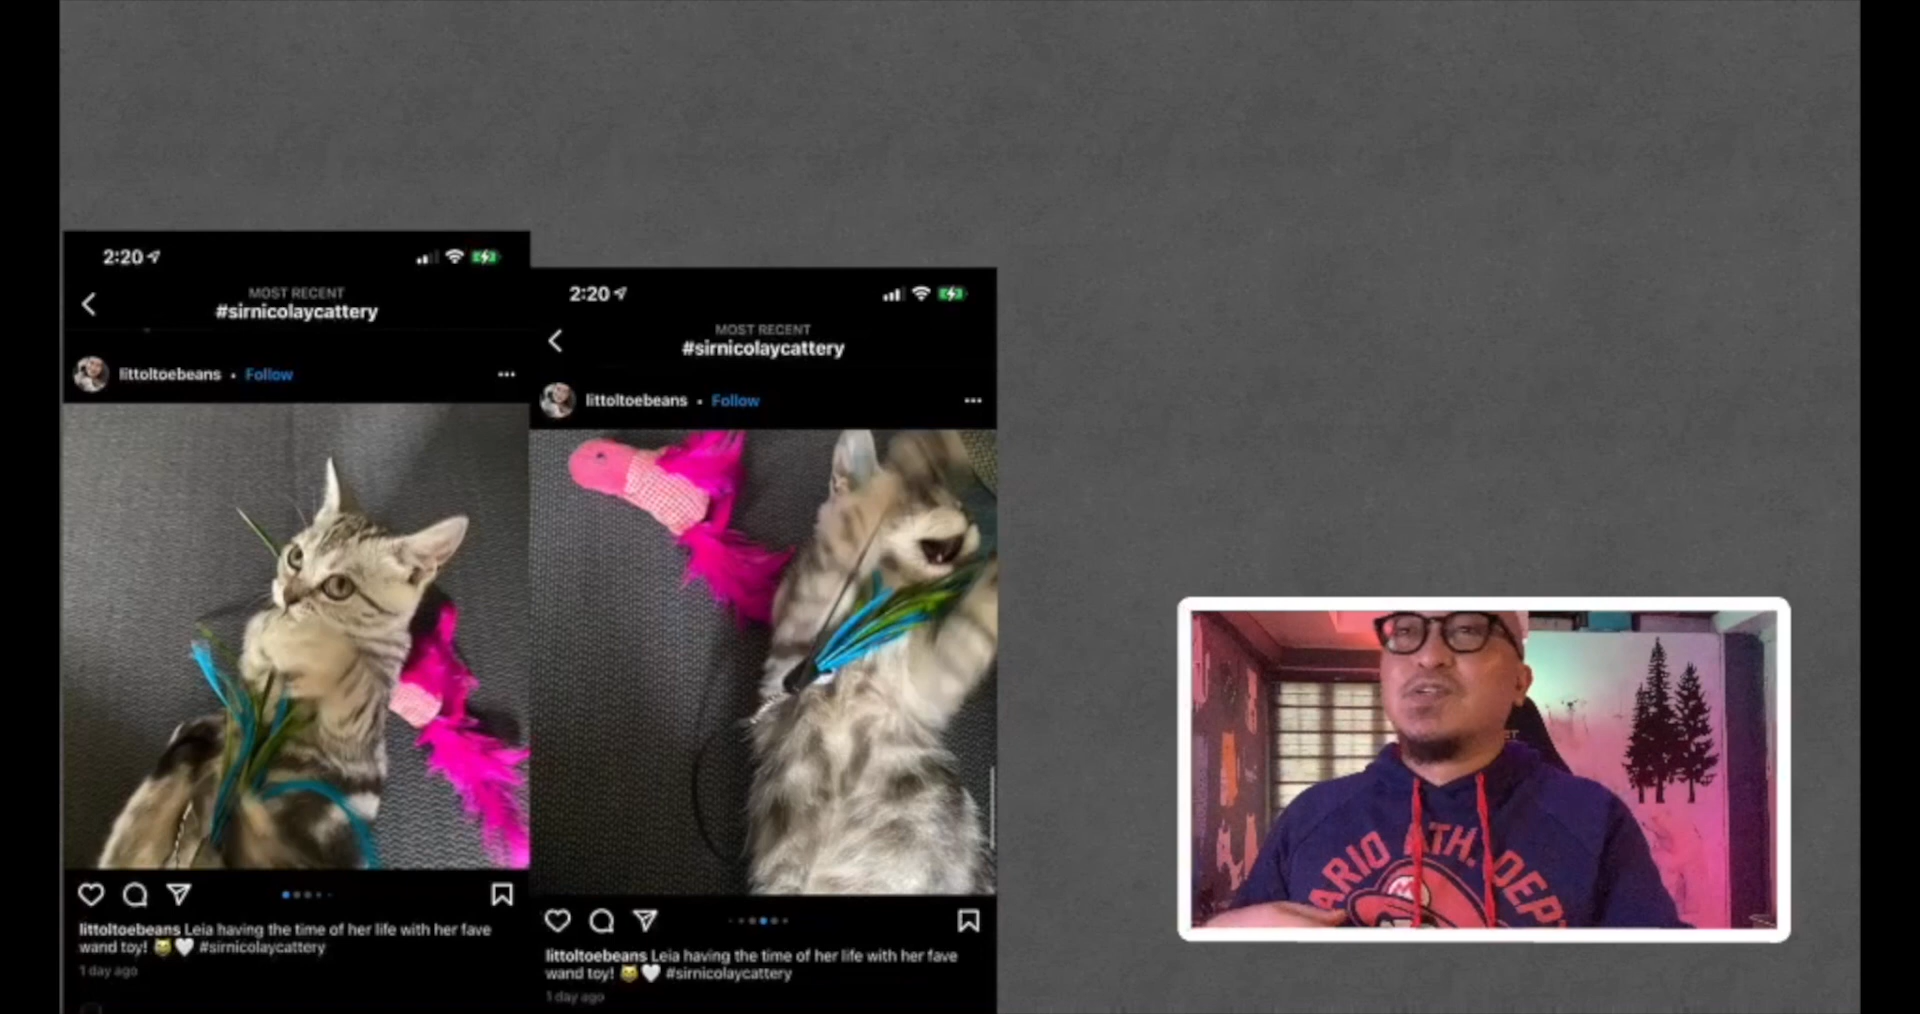 2:20
MOST RECENT
#sirnicolaycattery
littoltoebeans • Follow
littoltoebeans Leia having the time of her life with her fave
wand toy! 😸🤍 #sirnicolaycattery
1 day ago
2:20
MOST RECENT
#sirnicolaycattery
littoltoebeans • Follow
littoltoebeans Leia having the time of her life with her fave
wand toy! 😸🤍 #sirnicolaycattery
1 day ago
ARIO ATH. DEPT
M